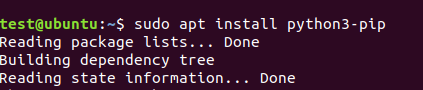 test@ubuntu:~$ sudo apt install python3-pip
Reading package lists... Done
Building dependency tree
Reading state information... Done